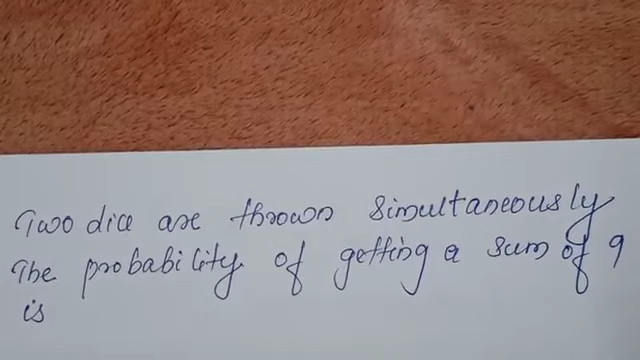 Two dice are thrown simultaneously
The probability of getting a sum of 9
is